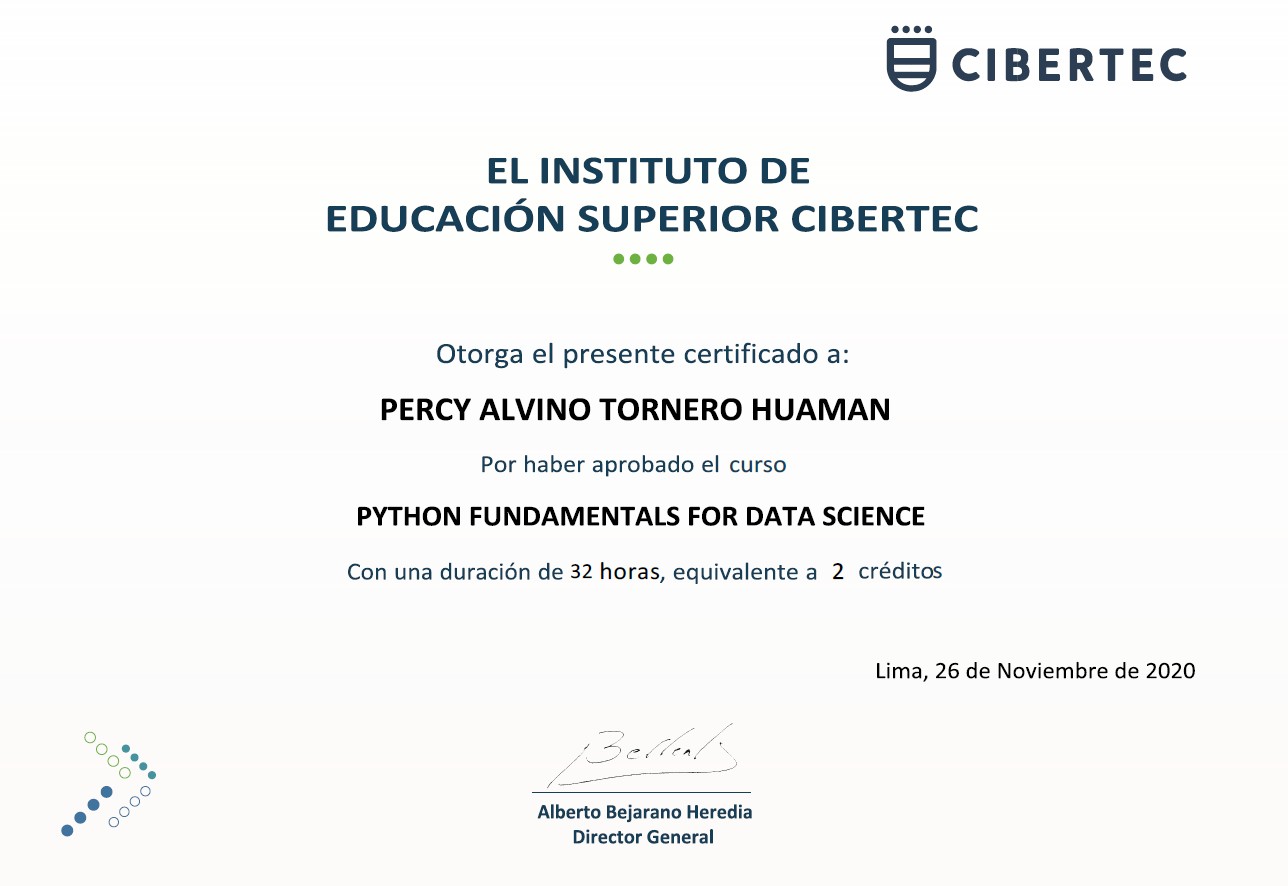 CIBERTEC
EL INSTITUTO DE
EDUCACIÓN SUPERIOR CIBERTEC
Otorga el presente certificado a:
PERCY ALVINO TORNERO HUAMAN
Por haber aprobado el curso
PYTHON FUNDAMENTALS FOR DATA SCIENCE
Con una duración de 32 horas, equivalente a 2 créditos
Lima, 26 de Noviembre de 2020
Alberto Bejarano Heredia
Director General